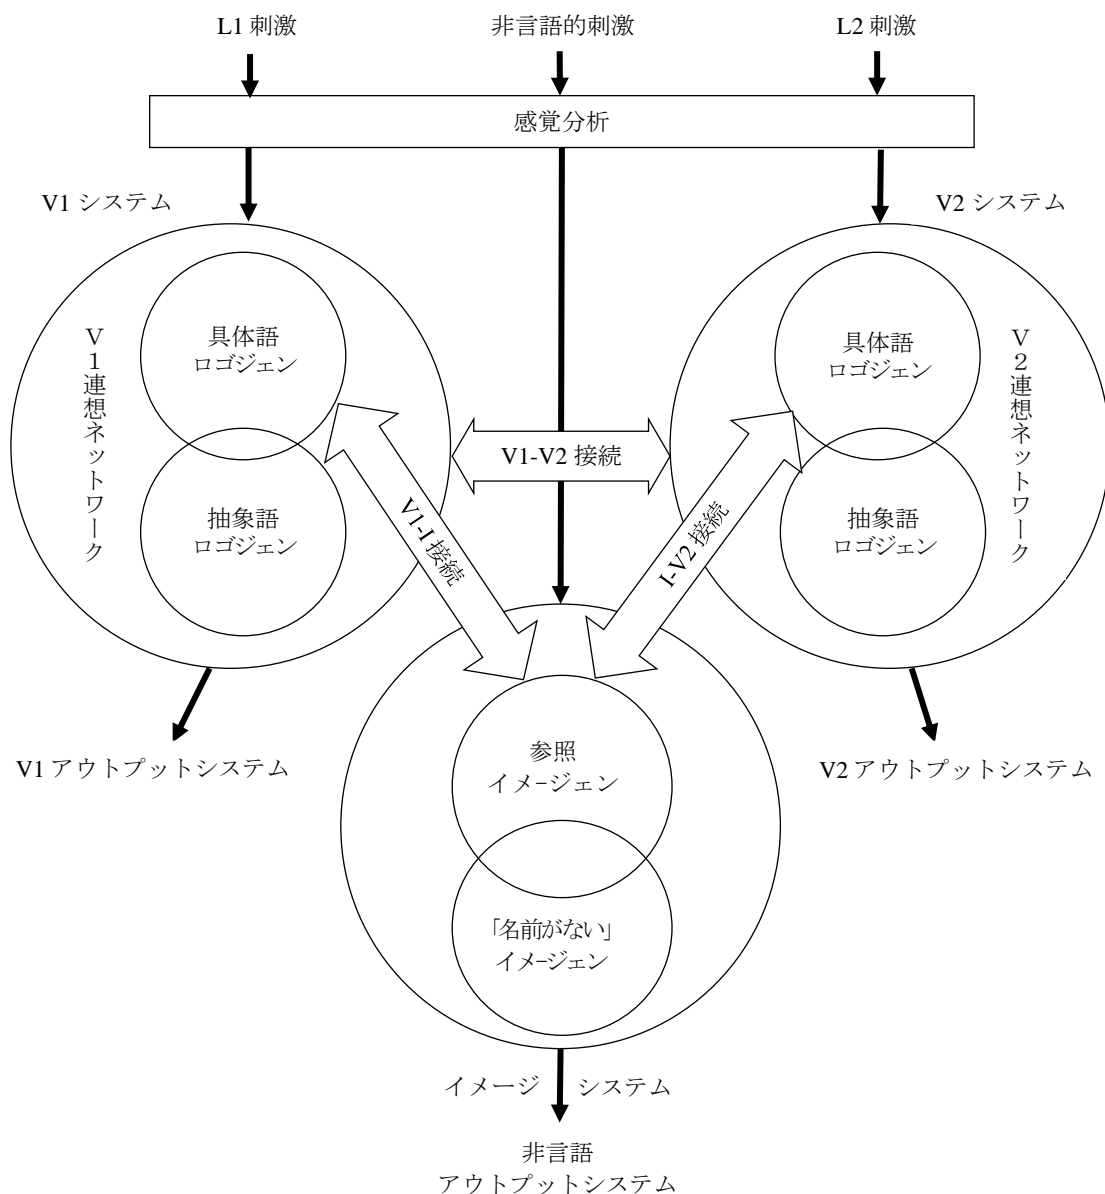 L1 刺激
非言語的刺激
L2 刺激
感覚分析
V1 システム
V2 システム
具体語
ロゴジェン
V1連想ネットワーク
抽象語
ロゴジェン
具体語
ロゴジェン
V2連想ネットワーク
抽象語
ロゴジェン
V1-V2 接続
V1-I 接続
I-V2 接続
V1 アウトプットシステム
V2 アウトプットシステム
参照
イメージェン
「名前がない」
イメージェン
イメージ システム
非言語
アウトプットシステム